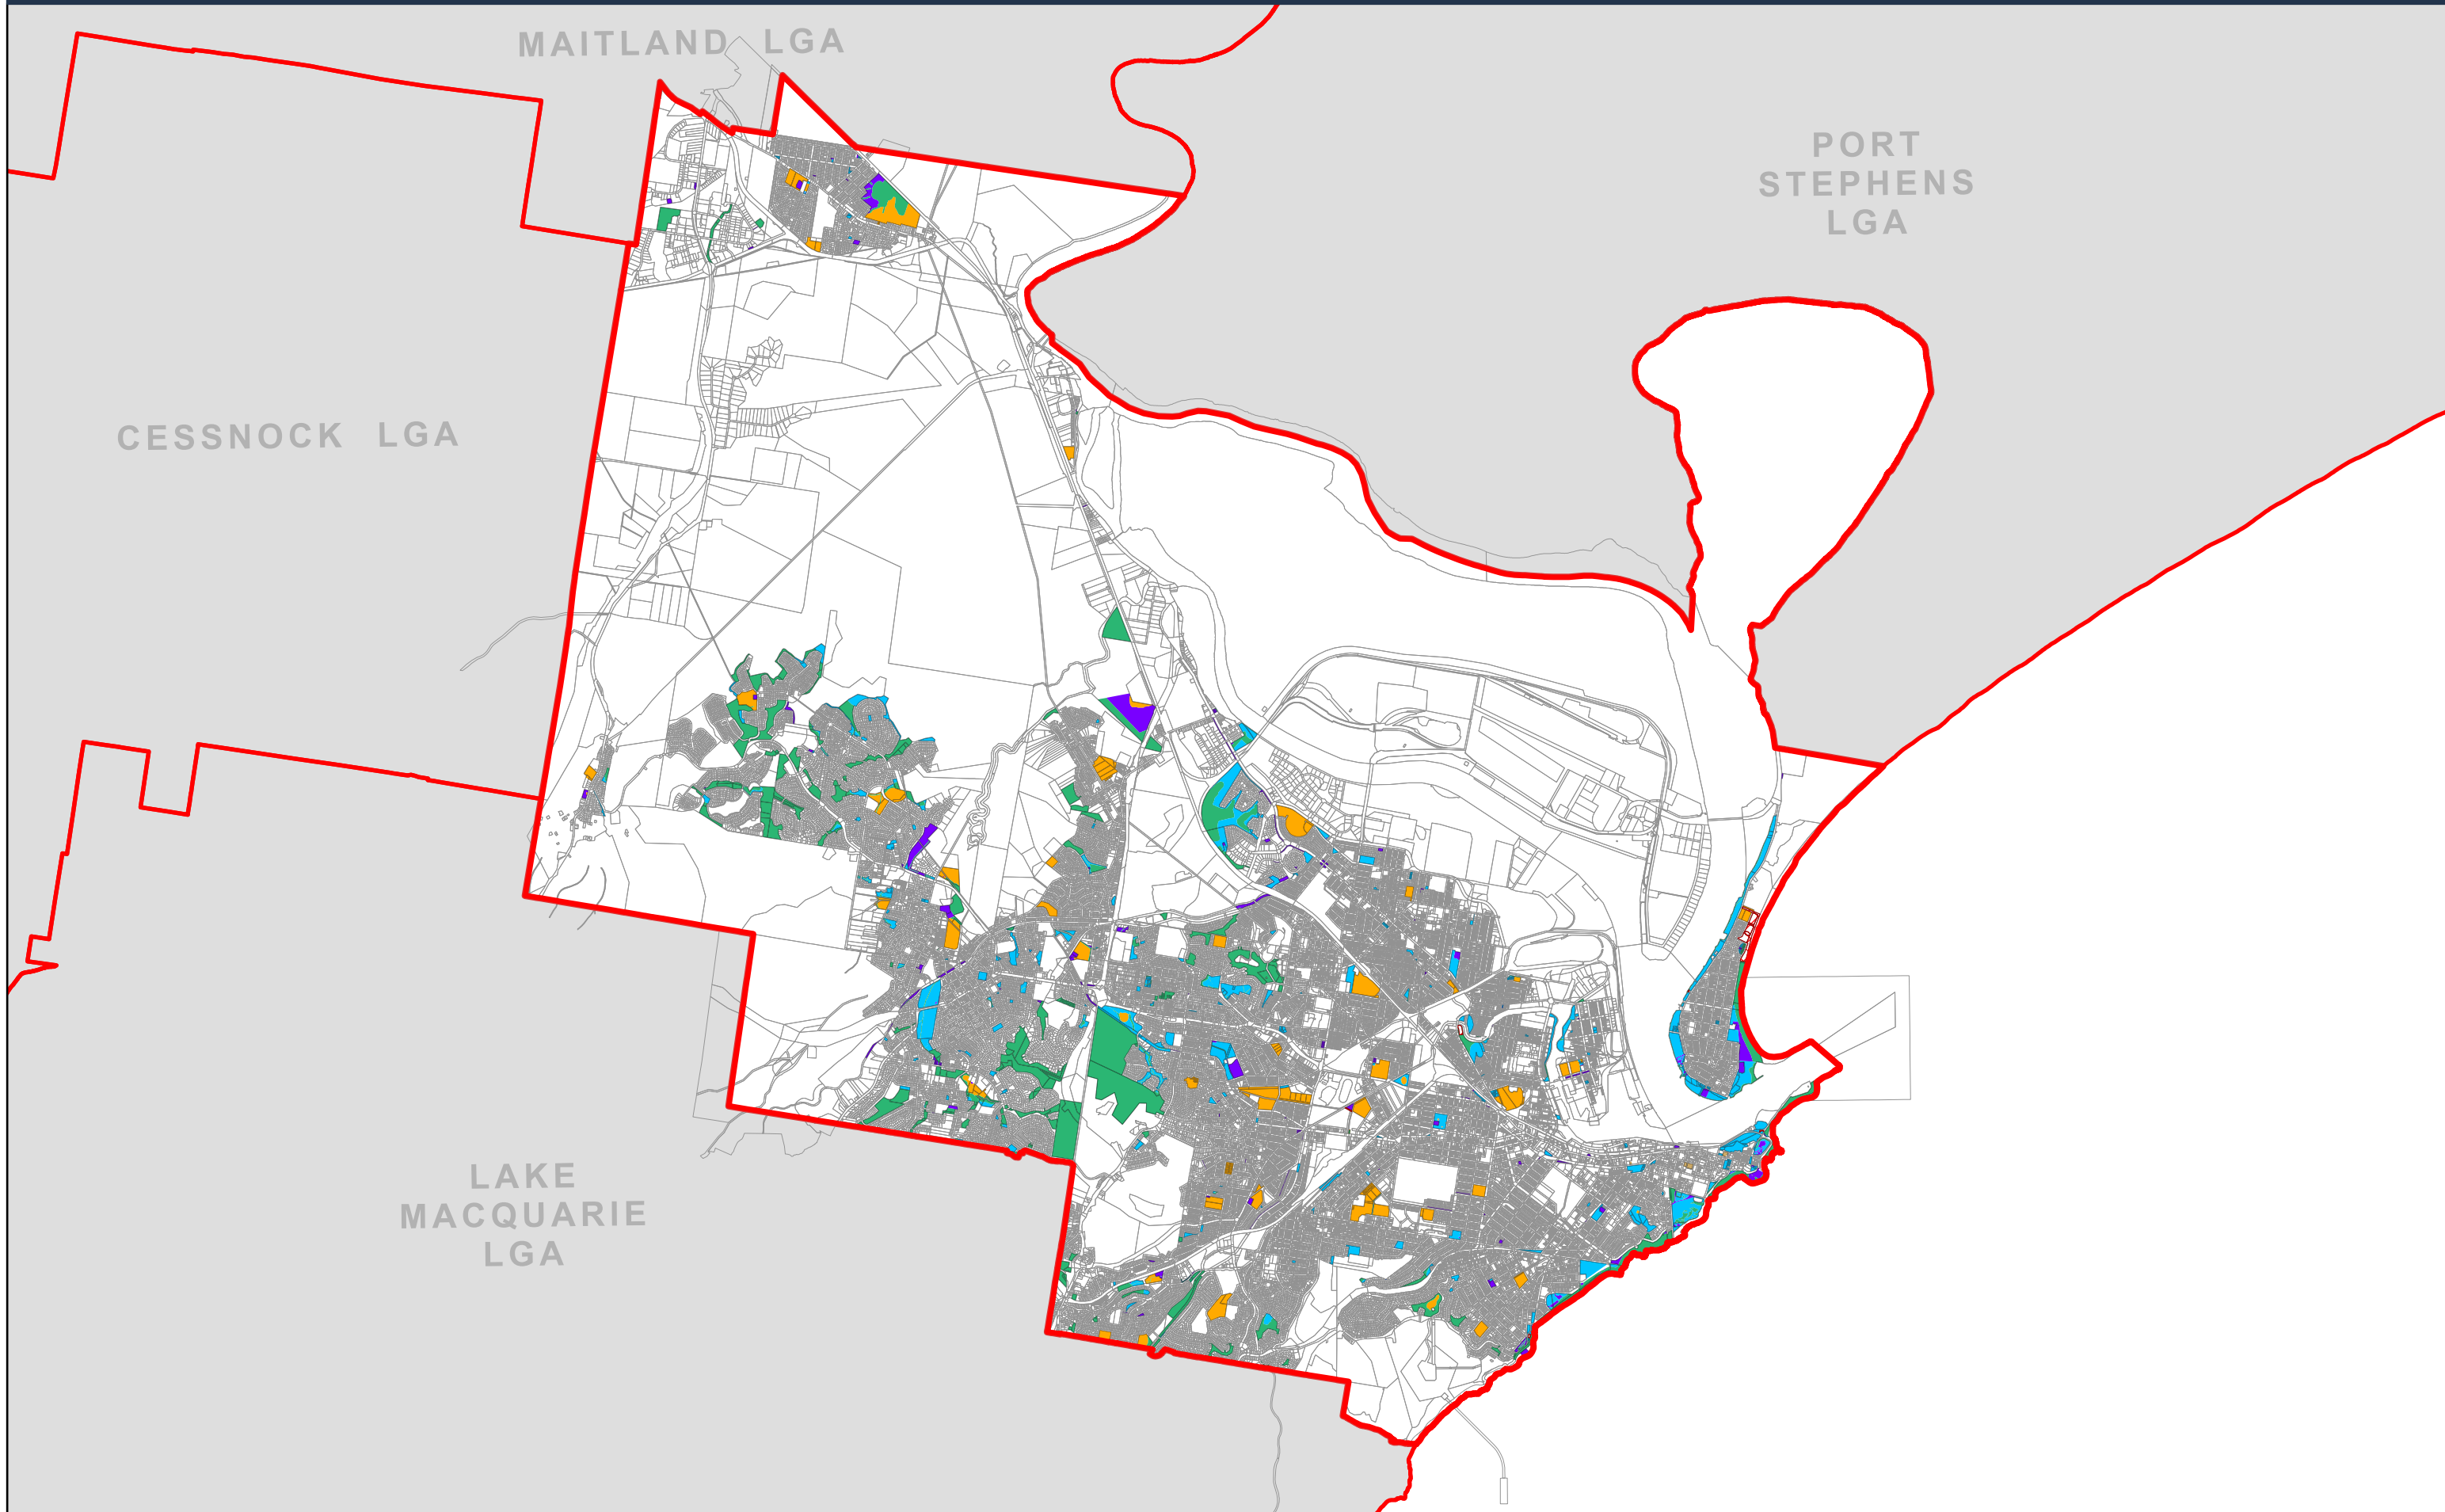 MAITLAND LGA
PORT
STEPHENS
LGA
CESSNOCK LGA
LAKE
MACQUARIE
LGA